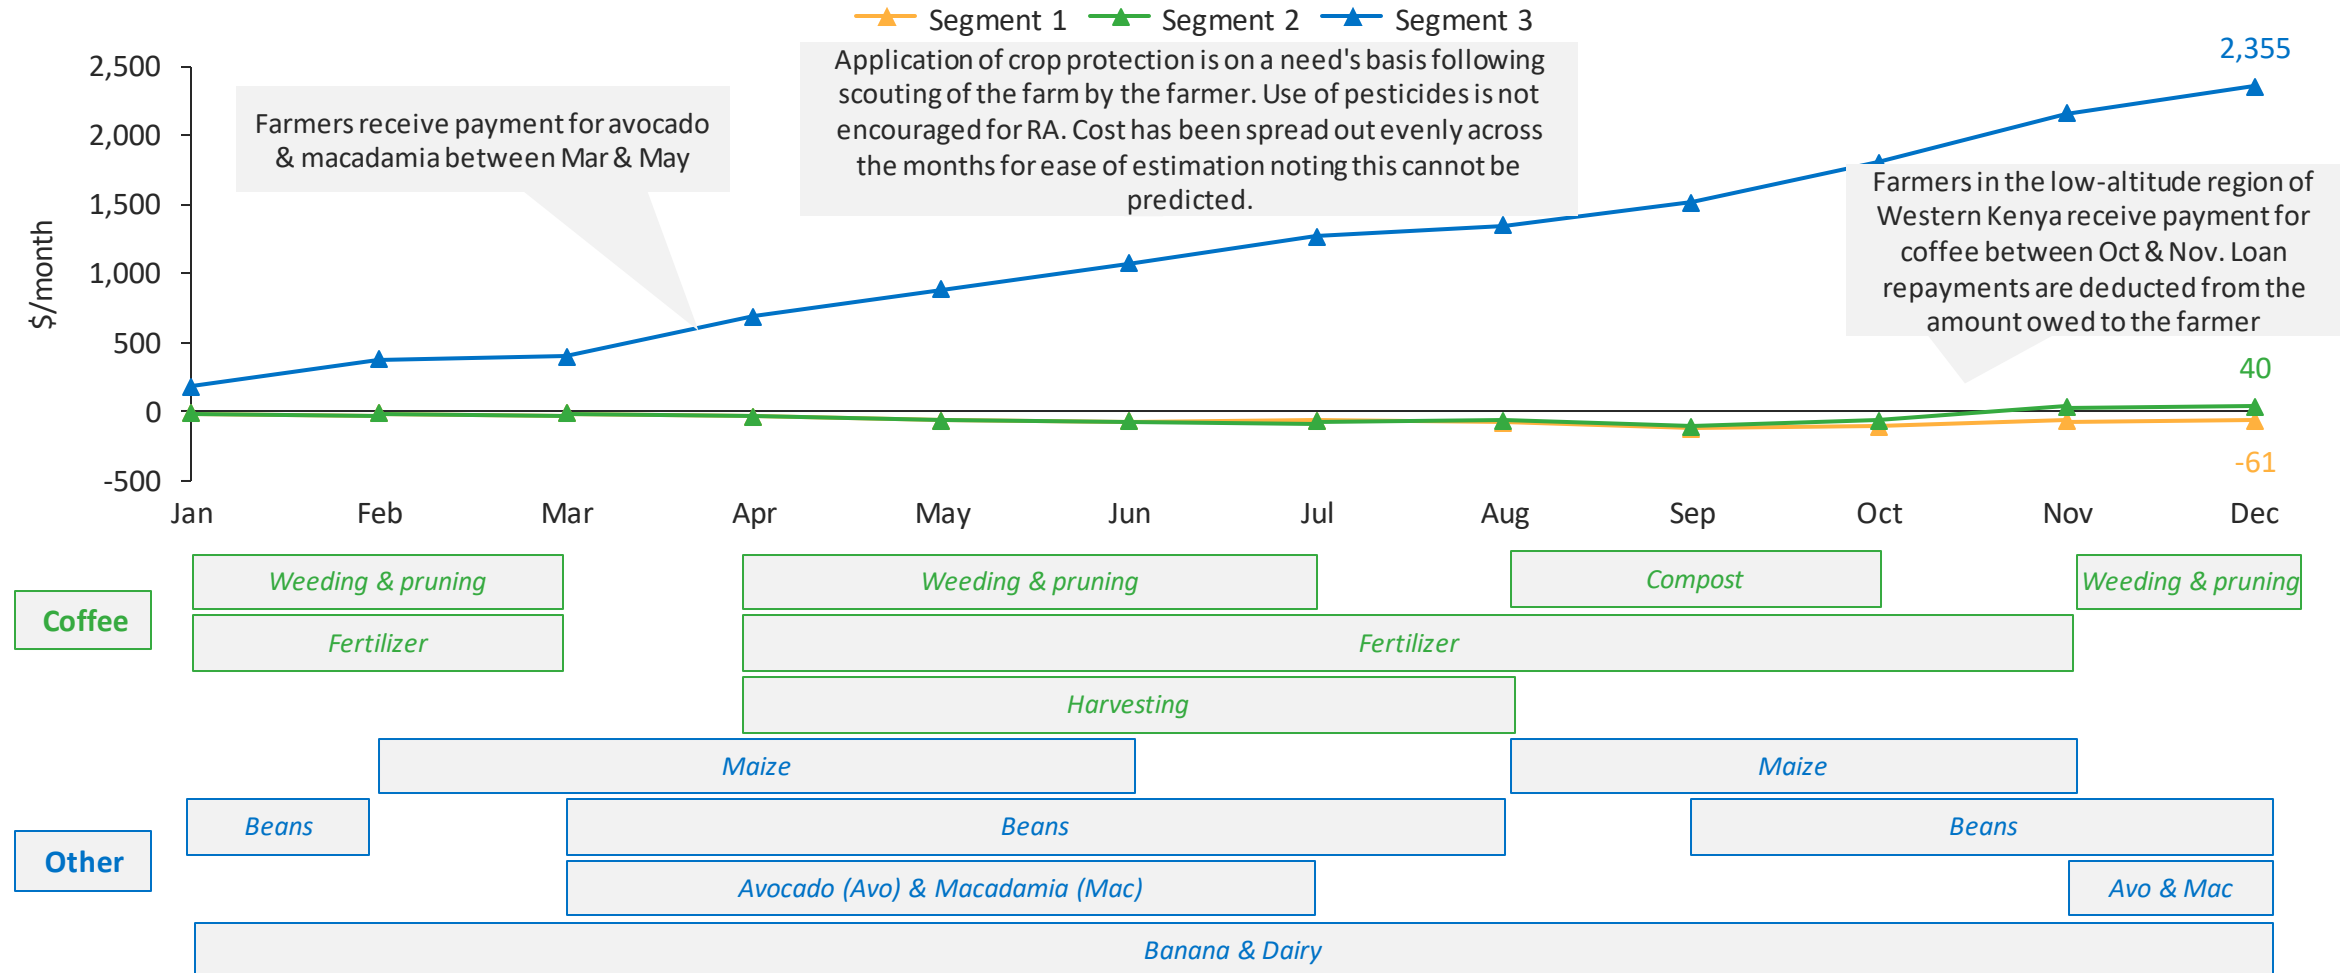 Segment 1 Segment 2 Segment 3
2,355
2,500
2,000
1,500
1,000
500
0
-500
$/month
Farmers receive payment for avocado
& macadamia between Mar & May
Application of crop protection is on a need's basis following
scouting of the farm by the farmer. Use of pesticides is not
encouraged for RA. Cost has been spread out evenly across
the months for ease of estimation noting this cannot be
predicted.
Farmers in the low-altitude region of
Western Kenya receive payment for
coffee between Oct & Nov. Loan
repayments are deducted from the
amount owed to the farmer
40
-61
Jan Feb Mar Apr May Jun Jul Aug Sep Oct Nov Dec
Coffee
Weeding & pruning Weeding & pruning Compost Weeding & pruning
Fertilizer Fertilizer
Harvesting
Other
Maize Maize
Beans Beans Beans
Avocado (Avo) & Macadamia (Mac) Avo & Mac
Banana & Dairy